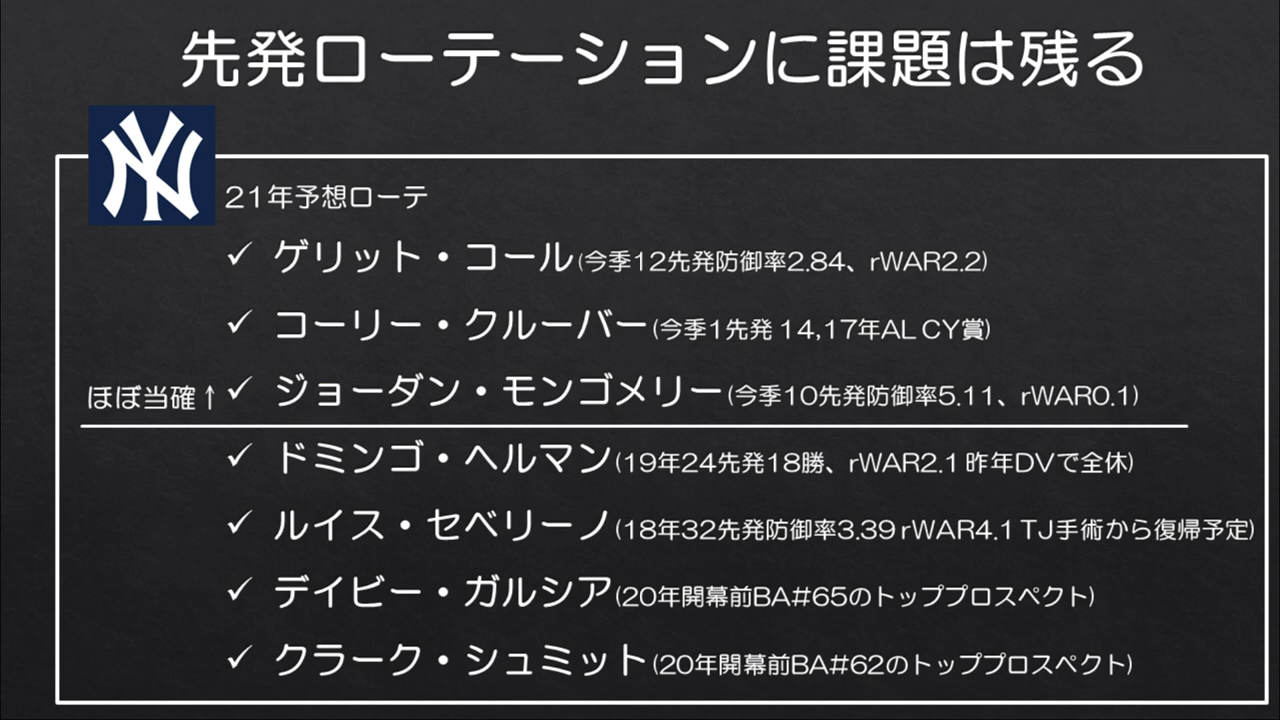 先発ローテーションに課題は残る
NY
21年予想ローテ
✓ ゲリット・コール(今季12先発防御率2.84、rWAR2.2)
✓ コーリー・クルーバー(今季1先発 14,17年AL CY賞)
ほぼ当確↑ ✓ ジョーダン・モンゴメリー(今季10先発防御率5.11、rWAR0.1)
✓ ドミンゴ・ヘルマン(19年24先発18勝、rWAR2.1 昨年DVで全休)
✓ ルイス・セベリーノ(18年32先発防御率3.39 rWAR4.1 TJ手術から復帰予定)
✓ デイビー・ガルシア(20年開幕前BA#65のトッププロスペクト)
✓ クラーク・シュミット(20年開幕前BA#62のトッププロスペクト)